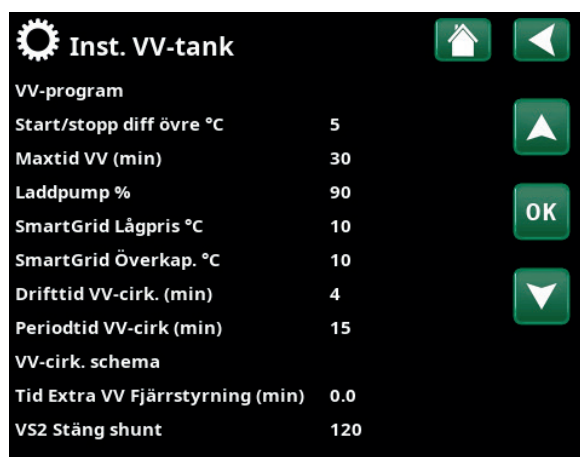 Inst. VV-tank
VV-program
Start/stopp diff övre °C 5
Maxtid VV (min) 30
Laddpump % 90
SmartGrid Lågpris °C 10
OK
SmartGrid Överkap. °C 10
Drifttid VV-cirk. (min) 4
Periodtid VV-cirk (min) 15
VV-cirk. schema
Tid Extra VV Fjärrstyrning (min) 0.0
VS2 Stäng shunt 120